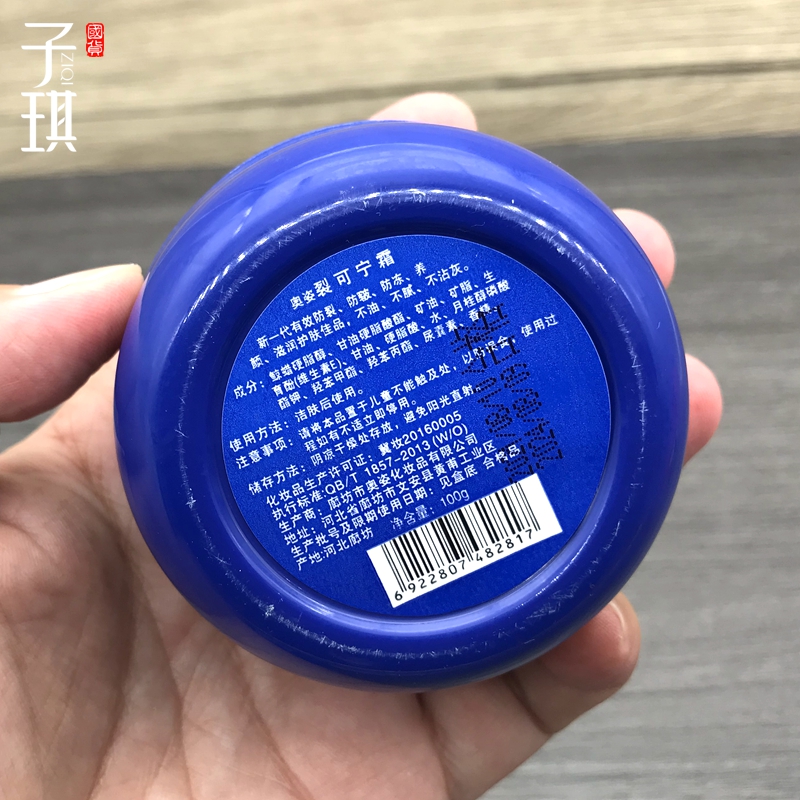 子琪
ZIQI
國貨
奥姿裂可宁霜
新一代有效防裂、防皲、防冻、养
颜、滋润护肤佳品，不油、不腻、不沾灰。
成分：鲸蜡硬脂醇、甘油硬脂酸酯、矿油、矿脂、生
育酚(维生素E)、甘油、硬脂酸、水、月桂醇磷酸
酯钾、羟苯甲酯、羟苯丙酯、尿囊素、香精
使用方法：洁肤后使用。
注意事项：请将本品置于儿童不能触及处，以防误食。使用过
程如有不适立即停用。
储存方法：阴凉干燥处存放，避免阳光直射
化妆品生产许可证：冀妆20160005
执行标准:QB/T 1857-2013 (W/O)
生产商：廊坊市奥姿化妆品有限公司
地址：河北省廊坊市文安县黄甫工业区
生产批号及限期使用日期：见盒底 合格品
产地:河北廊坊 净含量：100g
6922807482817